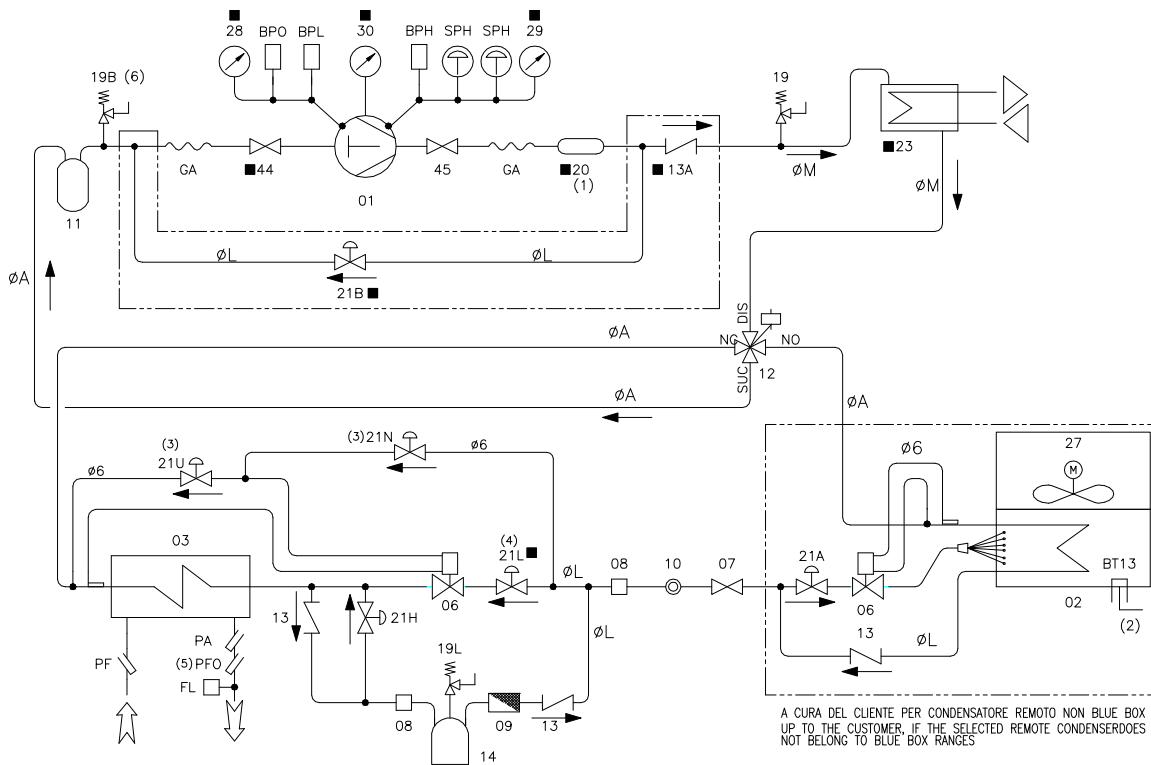 28 BPO BPL 30 BPH SPH SPH 29
19B (6)
19
GA
■44
01
45
GA
■20
(1)
■13A
ØM
■23
11
ØM
ØL
ØL
21B■
ØA
ØA
DIS
NC
NO
SUC
12
ØA
ØA
(3)
21U
(3)21N
Ø6
Ø6
Ø6
27
M
03
(4)
21L■
ØL
08
10
07
21A
BT13
06
06
02
(2)
13
21H
ØL
13
ØL
PA
PF
(5)PFO
FL
19L
08
09
13
14
A CURA DEL CLIENTE PER CONDENSATORE REMOTO NON BLUE BOX
UP TO THE CUSTOMER, IF THE SELECTED REMOTE CONDENSERDOES
NOT BELONG TO BLUE BOX RANGES